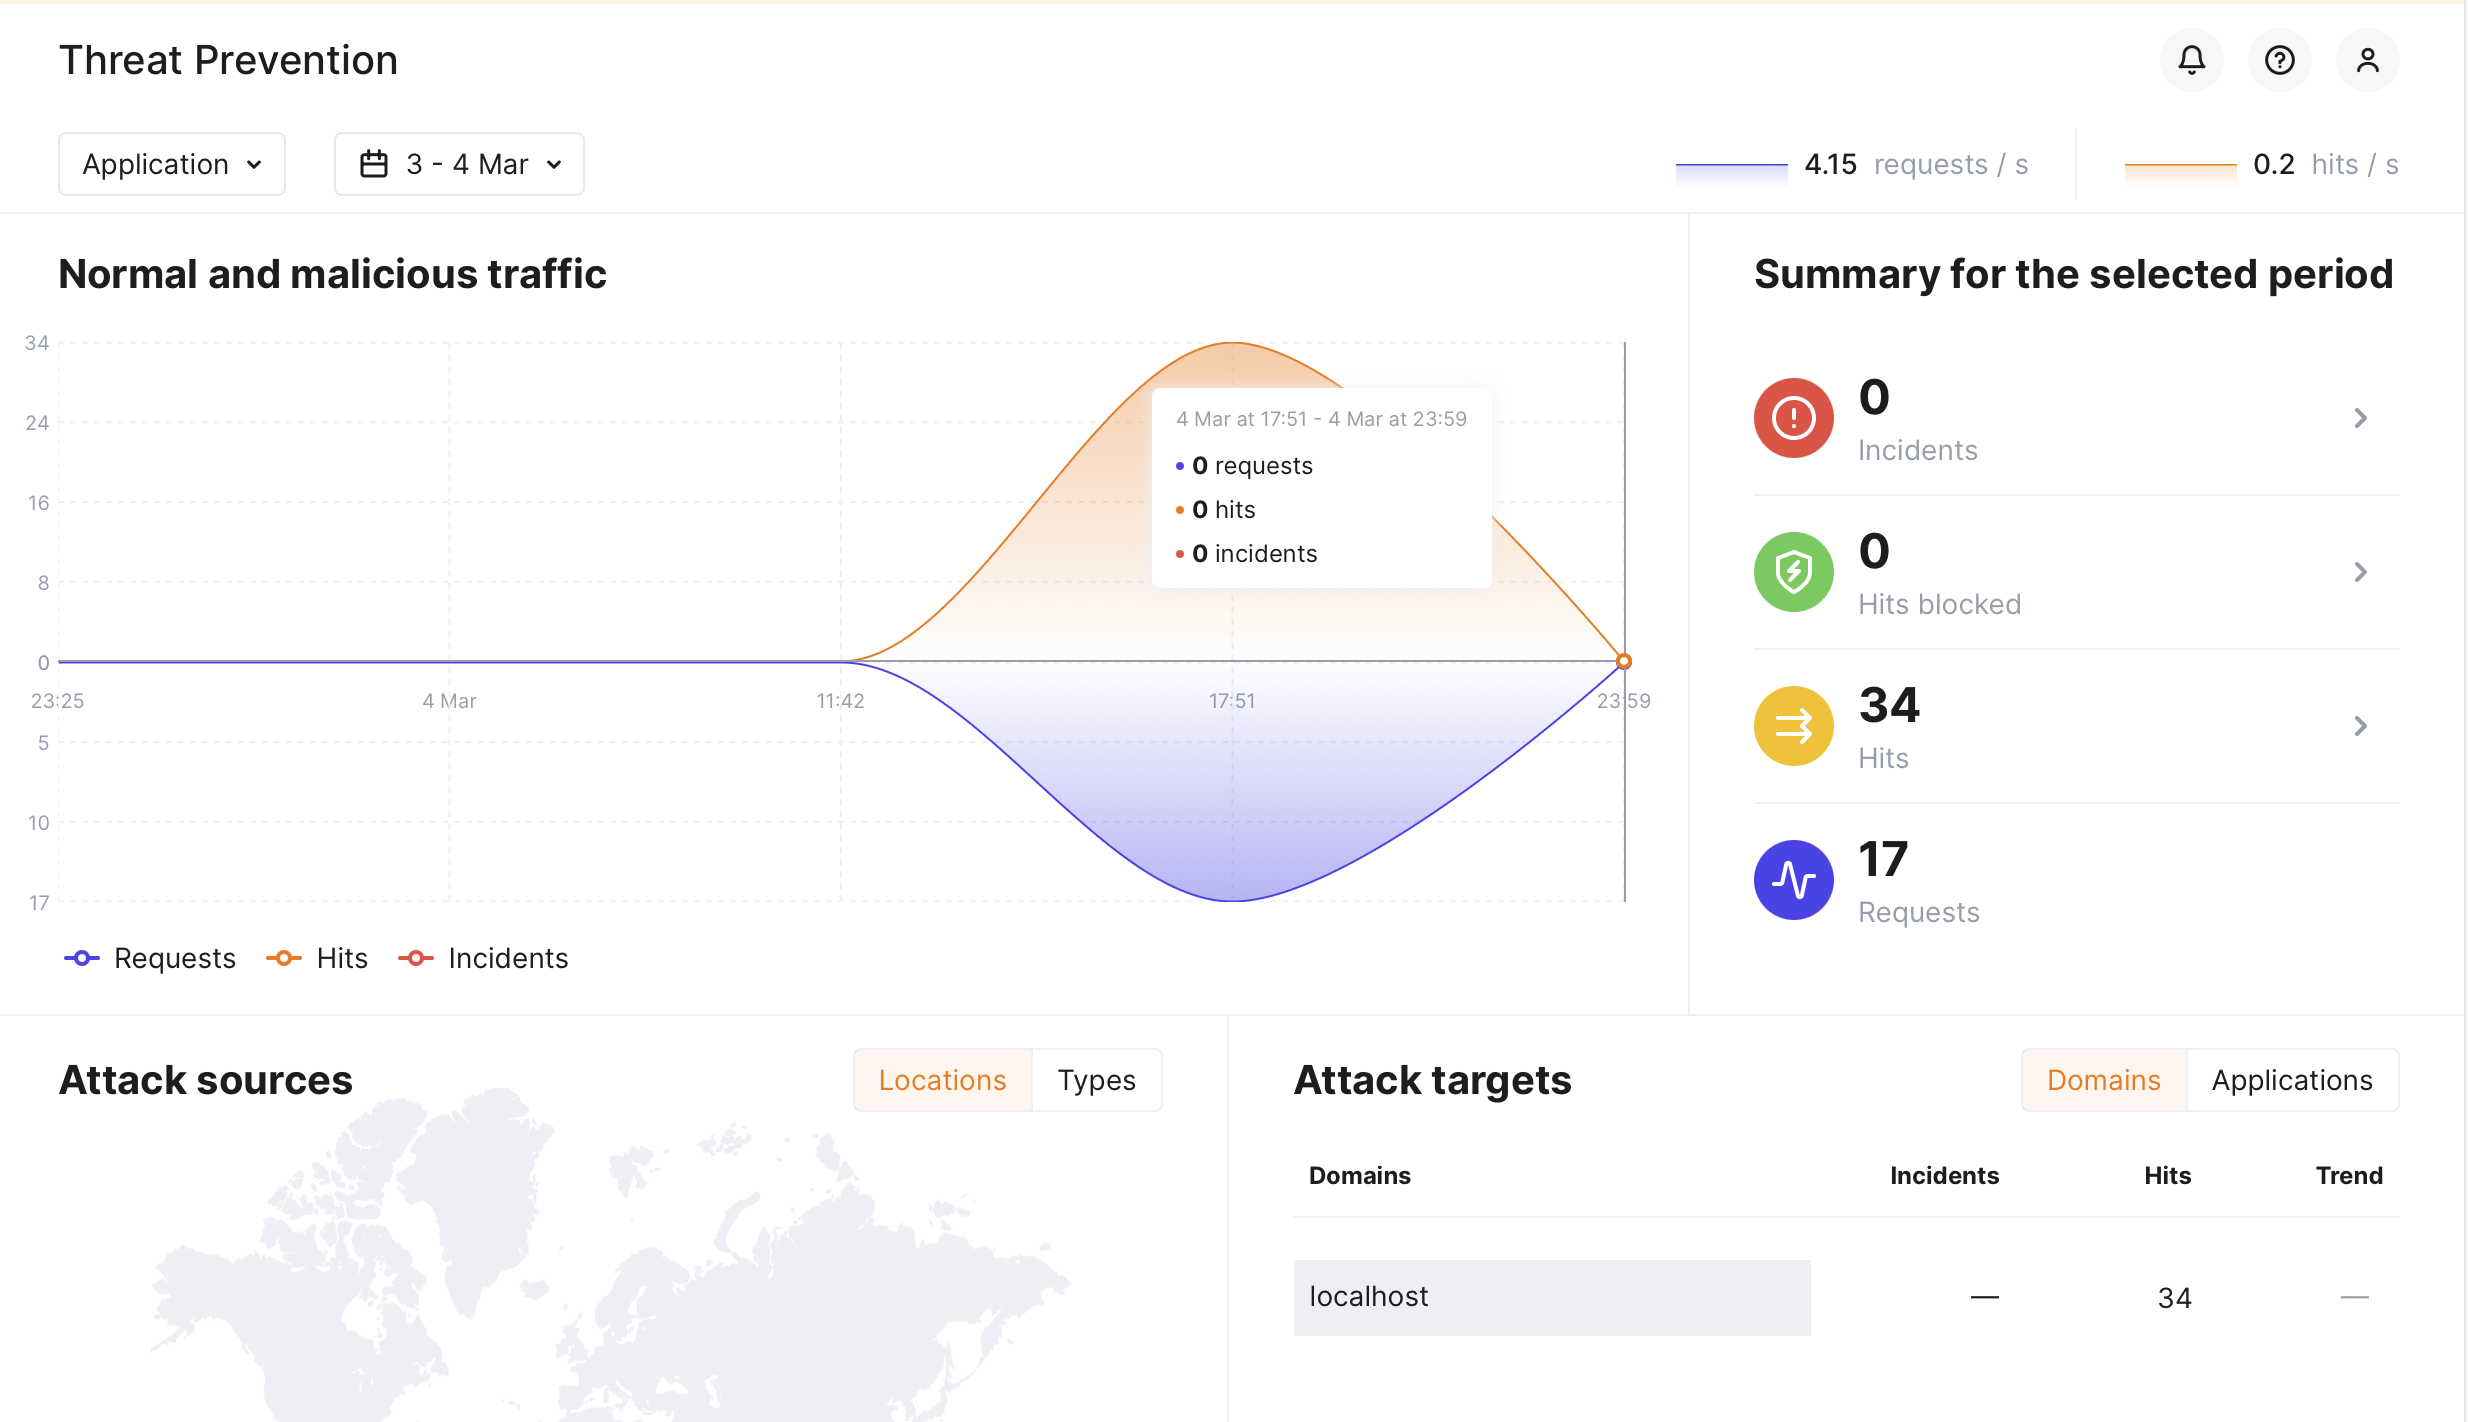 Threat Prevention
Application
3 - 4 Mar
4.15 requests / s
0.2 hits / s
Normal and malicious traffic
34
24
16
8
0
23:25
4 Mar
11:42
17:51
23:59
5
10
17
4 Mar at 17:51 - 4 Mar at 23:59
0 requests
0 hits
0 incidents
Requests
Hits
Incidents
Summary for the selected period
0
Incidents
0
Hits blocked
34
Hits
17
Requests
Attack sources
Locations
Types
Attack targets
Domains
Applications
Domains Incidents Hits Trend
localhost — 34 —